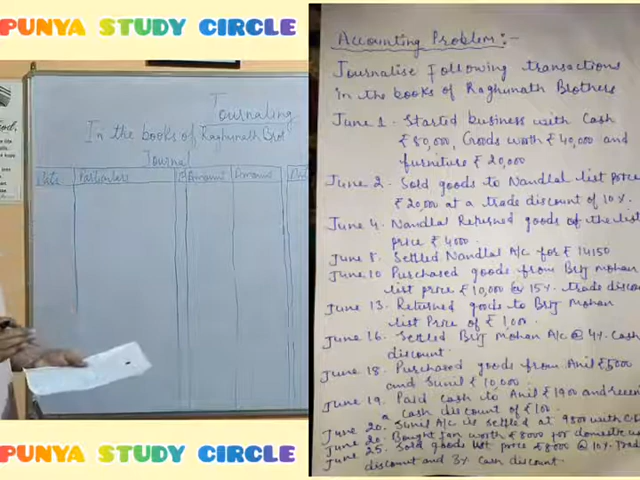 PUNYA STUDY CIRCLE
Journaling
In the books of Raghunath Brot
Journal
Date Particulars Amount Amount
Accounting Problem:-
Journalise Following transactions
in the books of Raghunath Brothers
June 1 - Started business with Cash
₹80,000, Goods worth ₹40,000 and
furniture ₹20,000
June 2. Sold goods to Nandlal list price
₹20,000 at a trade discount of 10%.
June 4. Nandlal Returned goods of the list
price ₹4000.
June 8. Settled Nandlal A/c for ₹14150
June 10 Purchased goods from Brij mohan
list price ₹10,000 @ 15% trade discou
June 13. Returned goods to Brij Mohan
list Price of ₹1,000.
June 16. Settled Brij Mohan A/c @ 4% Cash
discount.
June 18. Purchased goods from Anil ₹5000
and Sunil ₹10,000
June 19. Paid cash to Anil ₹1900 and
a cash discount of ₹100
June 20. Sunil A/c is settled at 9800 with
June 20. Bought Fan worth ₹8000 for domestic
June 25. Sold goods list price ₹8000 @ 10% Trad
discount and 3% cash discount.
PUNYA STUDY CIRCLE